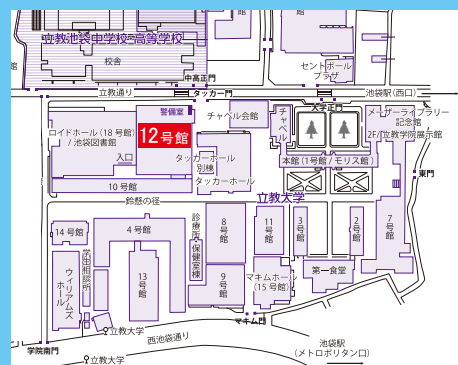 立教池袋中学校・高等学校
校舎
セントポール
プラザ
館
中高正門
立教通り
タッカー門
池袋駅(西口)
大学正門
警備室
チャペル会館
チャペル
メーザーライブラリー
記念館
2F/立教学院展示館
ロイドホール(18号館)
/池袋図書館
12号館
入口
タッカーホール
別棟
本館(1号館/モリス館)
東門
タッカーホール
10号館
鈴懸の径
立教大学
14号館
4号館
診療所
保健室棟
8号館
11号館
3号館
2号館
7号館
学生相談所
ウィリアムズ
ホール
13号館
9号館
マキムホール
(15号館)
第一食堂
マキム門
立教大学
西池袋通り
学院南門
池袋駅
(メトロポリタン口)
立教大学